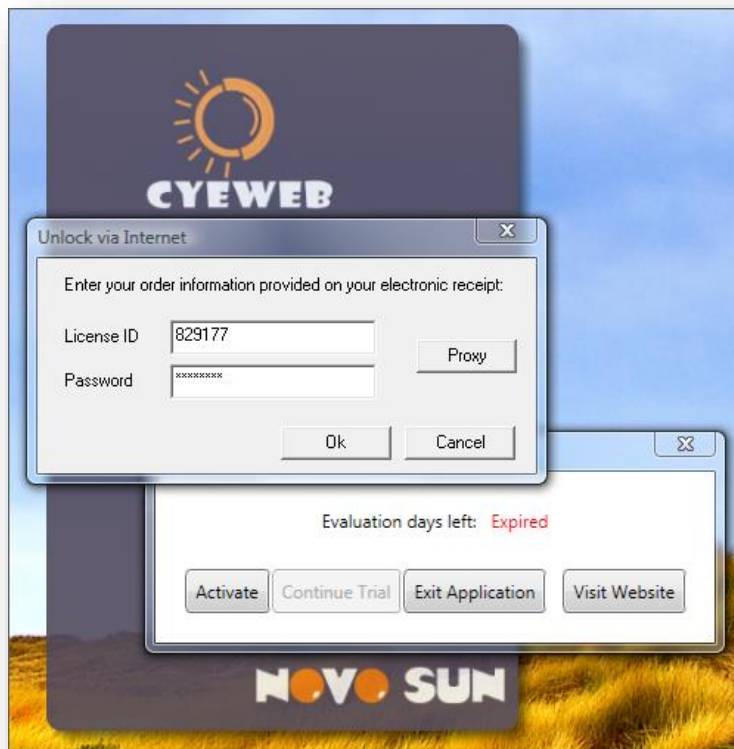 CYEWEB
Unlock via Internet
Enter your order information provided on your electronic receipt:
License ID 829177
Proxy
Password ********
Ok Cancel
Evaluation days left: Expired
Activate Continue Trial Exit Application Visit Website
NOVO SUN